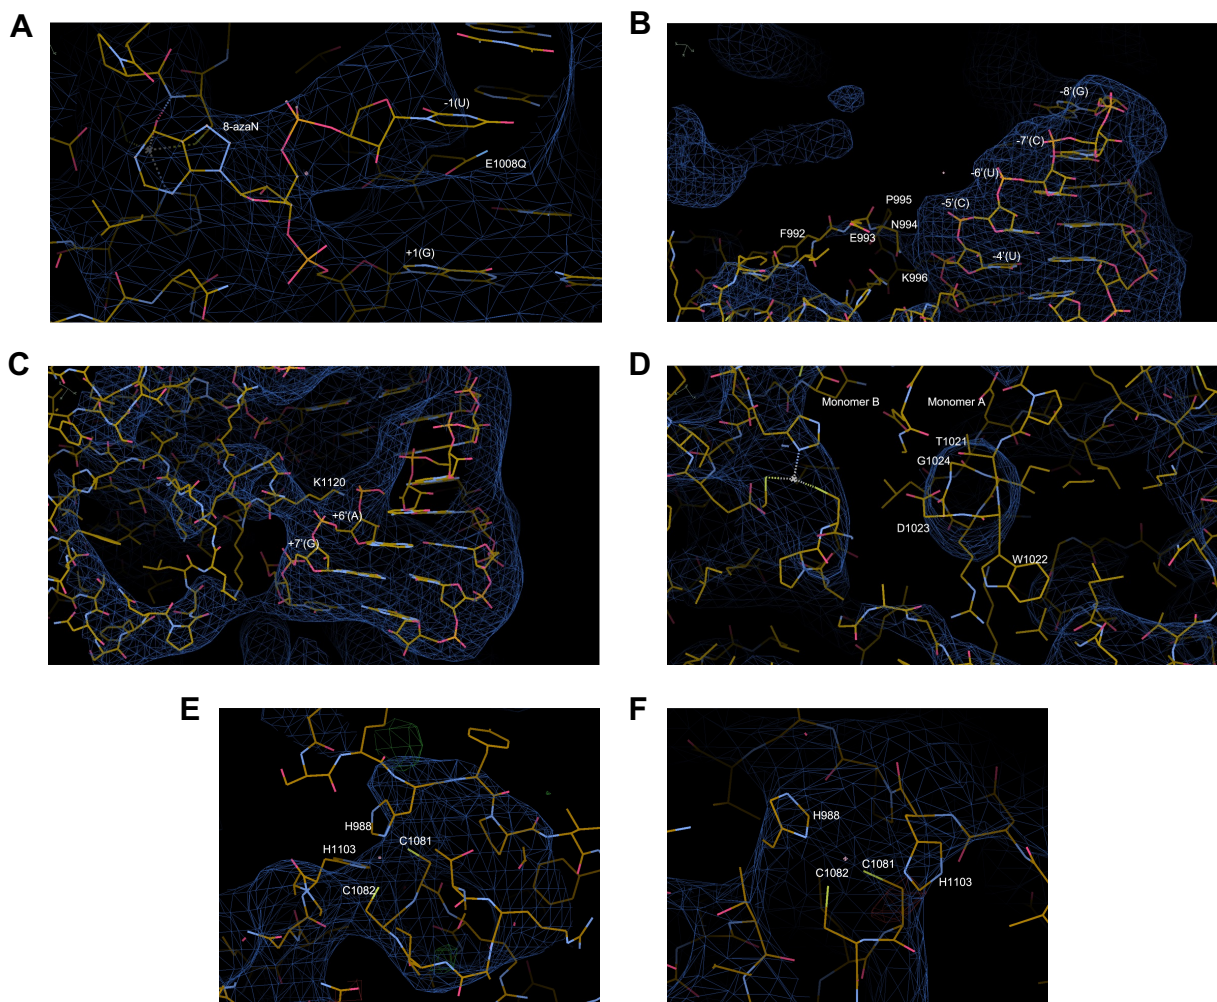 A
-1(U)
8-azaN
E1008Q
+1(G)
B
-8'(G)
-7'(C)
-6'(U)
P995
-5'(C)
N994
F992
E993
-4'(U)
K996
C
K1120
+6'(A)
+7'(G)
D
Monomer B
Monomer A
T1021
G1024
D1023
W1022
E
H988
C1081
H1103
C1082
F
H988
C1081
C1082
H1103